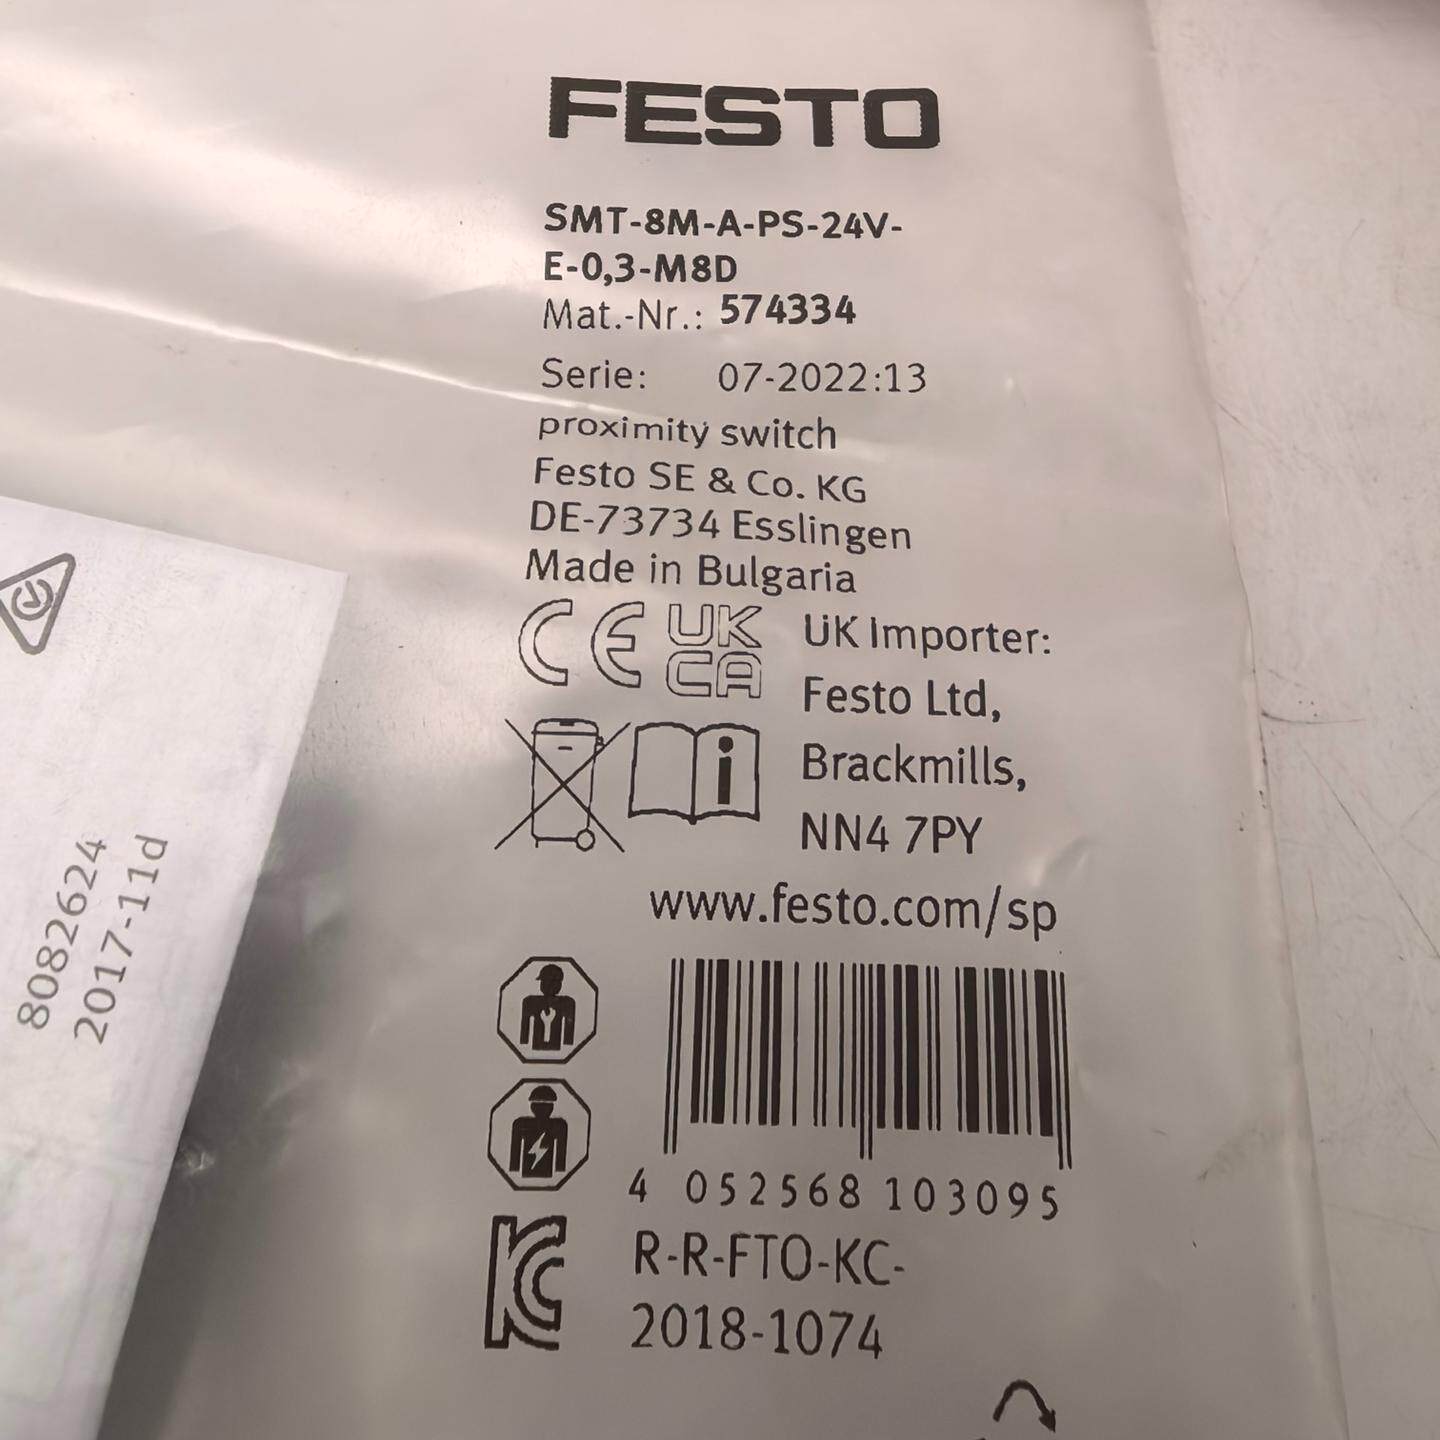 FESTO
SMT-8M-A-PS-24V-
E-0,3-M8D
Mat.-Nr.: 574334
Serie: 07-2022:13
proximity switch
Festo SE & Co. KG
DE-73734 Esslingen
Made in Bulgaria
CE UK
CA
UK Importer:
Festo Ltd,
Brackmills,
NN4 7PY
www.festo.com/sp
4 052568 103095
R-R-FTO-KC-
2018-1074
8082624
2017-11d